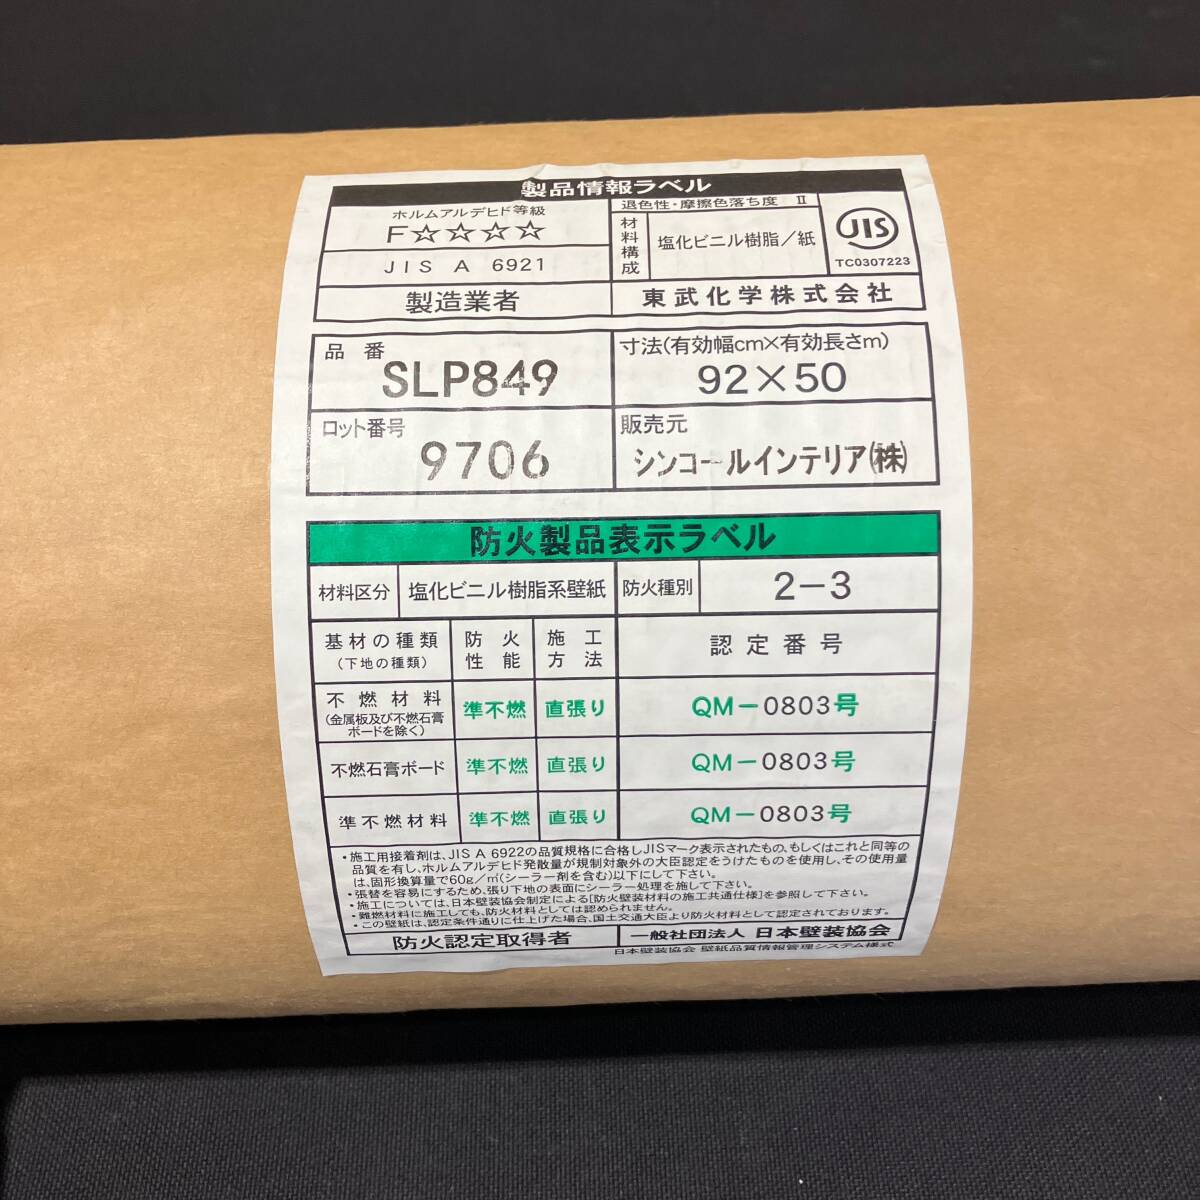 製品情報ラベル
ホルムアルデヒド等級
F☆☆☆☆
JIS A 6921
退色性・摩擦色落ち度 Ⅱ
材料構成
塩化ビニル樹脂／紙
JIS
TC0307223
製造業者
東武化学株式会社
品番
SLP849
寸法(有効幅cm×有効長さm)
92×50
ロット番号
9706
販売元
シンコールインテリア㈱
防火製品表示ラベル
材料区分
塩化ビニル樹脂系壁紙
防火種別
2−3
基材の種類
(下地の種類)
防火性能
施工方法
認定番号
不燃材料
(金属板及び不燃石膏
ボードを除く)
準不燃
直張り
QM−0803号
不燃石膏ボード
準不燃
直張り
QM−0803号
準不燃材料
準不燃
直張り
QM−0803号
・施工用接着剤は、JIS A 6922の品質規格に合格しJISマーク表示されたもの、もしくはこれと同等の
品質を有し、ホルムアルデヒド発散量が規制対象外の大臣認定をうけたものを使用し、その使用量
は、固形換算量で60g／㎡(シーラー剤を含む)以下にして下さい。
・張替を容易にするため、張り下地の表面にシーラー処理を施して下さい。
・施工については、日本壁装協会制定による[防火壁装材料の施工共通仕様]を参照して下さい。
・難燃材料に施工しても、防火材料としては認められません。
・この壁紙は、認定条件通りに仕上げた場合、国土交通大臣より防火材料として認定されております。
防火認定取得者
一般社団法人 日本壁装協会
日本壁装協会 壁紙品質情報管理システム様式